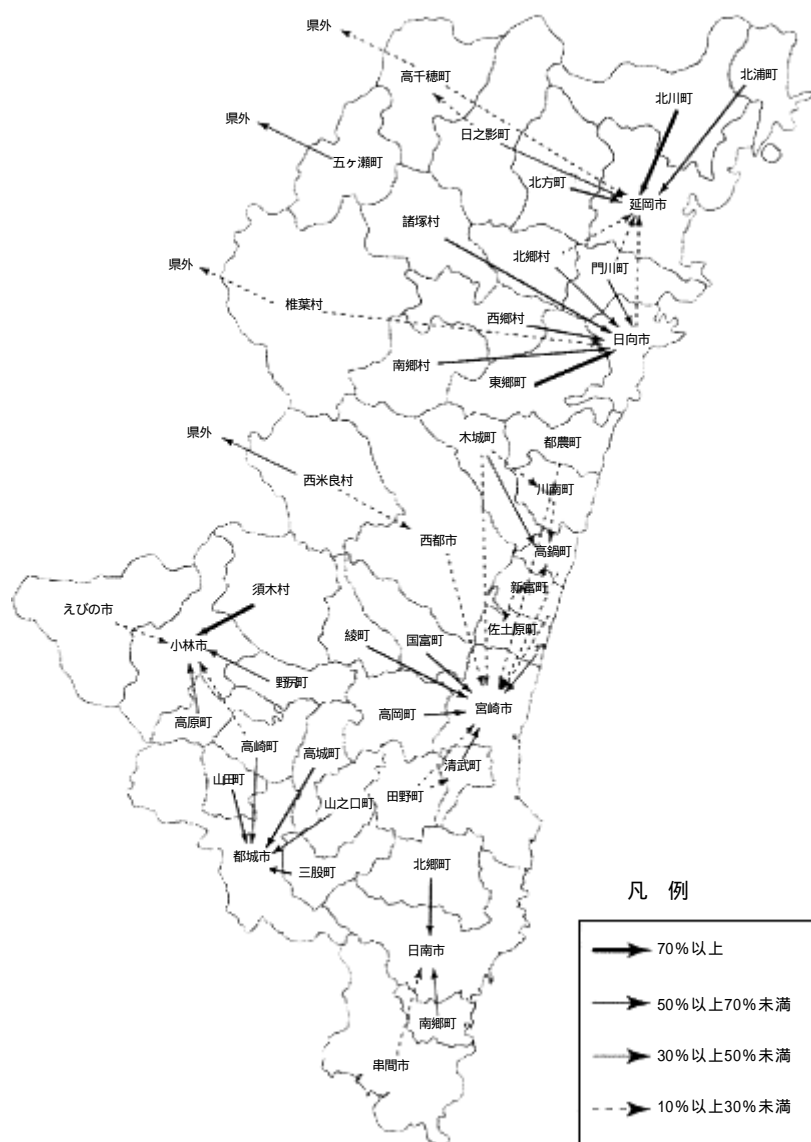 県外
高千穂町
北浦町
北川町
県外
日之影町
五ヶ瀬町
北方町
延岡市
諸塚村
北郷村
門川町
県外
椎葉村
西郷村
日向市
南郷村
東郷町
木城町
都農町
県外
西米良村
川南町
西都市
高鍋町
新富町
須木村
えびの市
佐土原町
小林市
綾町
国富町
野尻町
宮崎市
高岡町
高原町
高崎町
高城町
清武町
山田町
田野町
山之口町
都城市
三股町
北郷町
日南市
南郷町
串間市
凡 例
70%以上
50%以上70%未満
30%以上50%未満
10%以上30%未満